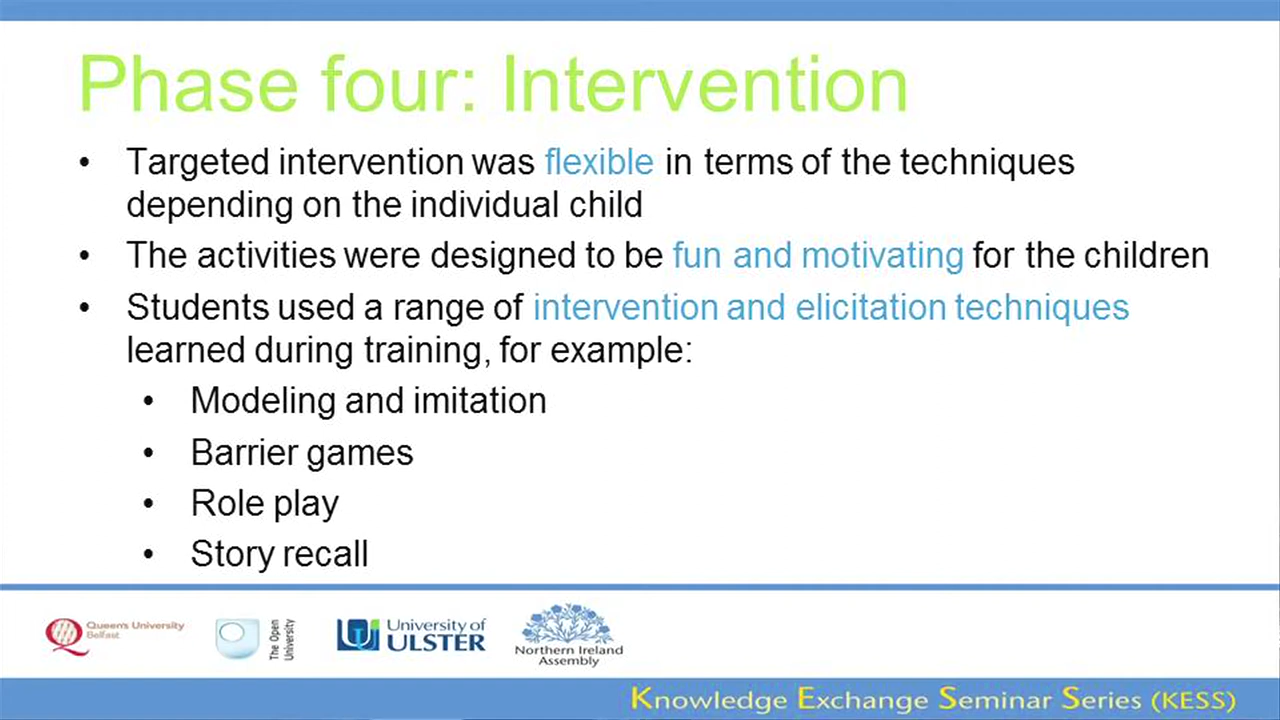 Phase four: Intervention
• Targeted intervention was flexible in terms of the techniques
depending on the individual child
• The activities were designed to be fun and motivating for the children
• Students used a range of intervention and elicitation techniques
learned during training, for example:
• Modeling and imitation
• Barrier games
• Role play
• Story recall
Queen's University
Belfast
The Open
University
University of
ULSTER
Northern Ireland
Assembly
Knowledge Exchange Seminar Series (KESS)